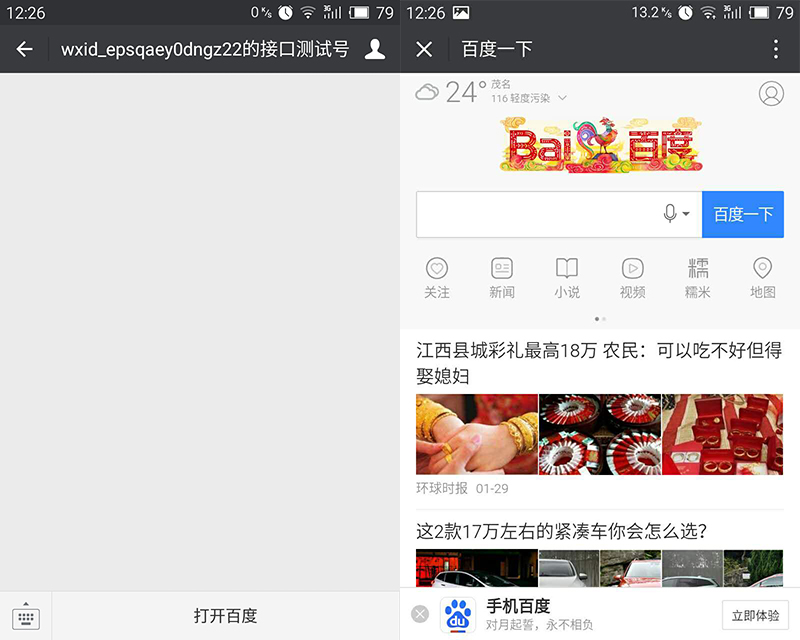 12:26
0 K/s
3G
79
wxid_epsqaey0dngz22的接口测试号
打开百度
12:26
13.2 K/s
3G
79
百度一下
24°
茂名
116 轻度污染
Bai 百度
百度一下
关注
新闻
小说
视频
糯
糯米
地图
江西县城彩礼最高18万 农民：可以吃不好但得
娶媳妇
环球时报 01-29
这2款17万左右的紧凑车你会怎么选？
du
手机百度
对月起誓，永不相负
立即体验